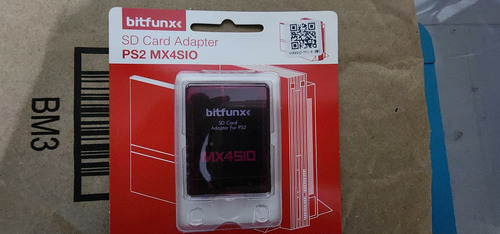 bitfunx
SD Card Adapter
PS2 MX4SIO
bitfunx
SD Card
Adapter For PS2
MX4SIO
BM3